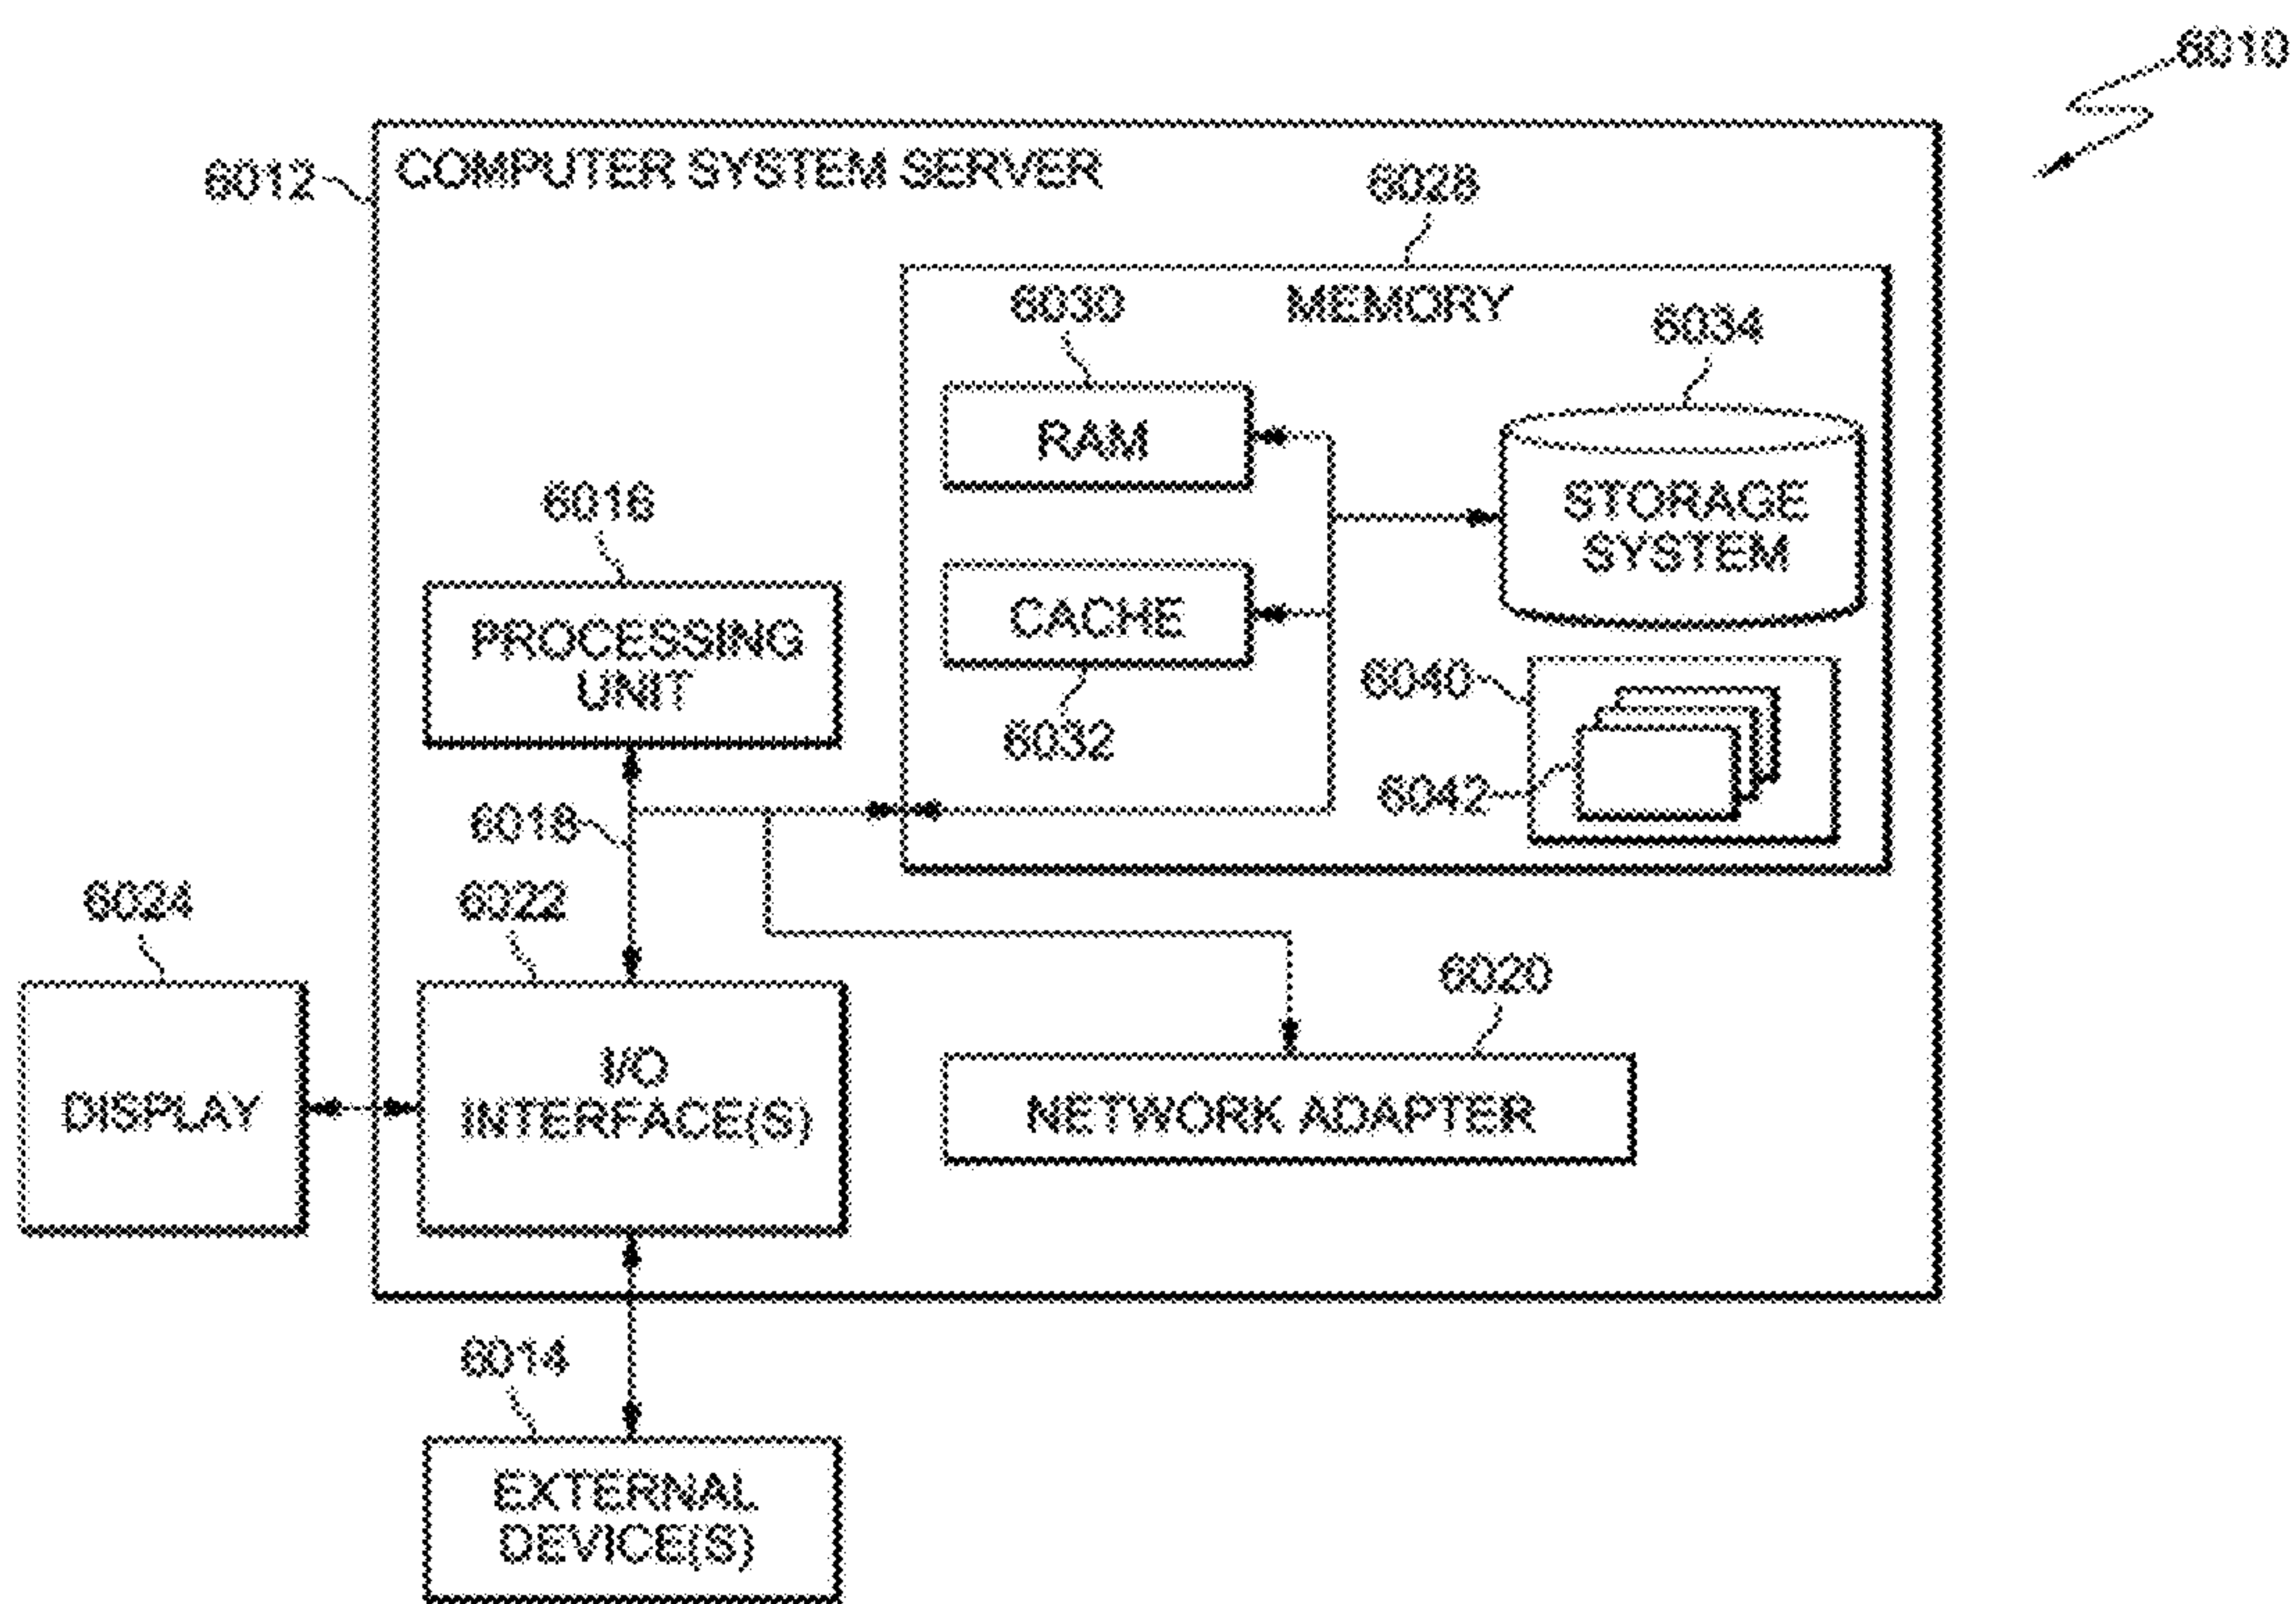 6010
6012
COMPUTER SYSTEM SERVER
6028
MEMORY
6030
6034
RAM
STORAGE
SYSTEM
6016
PROCESSING
UNIT
CACHE
6032
6040
6042
6018
6024
6022
6020
DISPLAY
I/O
INTERFACE(S)
NETWORK ADAPTER
6014
EXTERNAL
DEVICE(S)